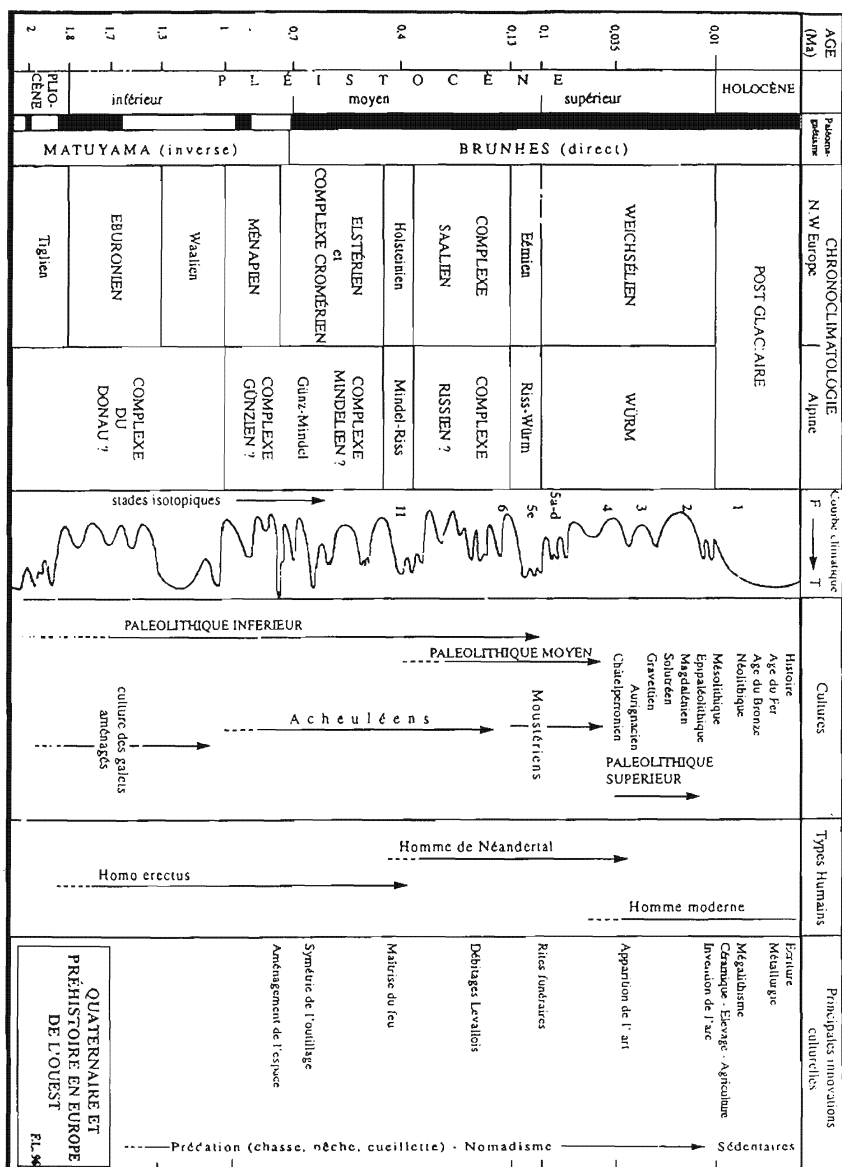 AGE
(Ma)
2
1.8
1.7
1.3
1
0,7
0.4
0,13
0,1
0,035
0,01
PLIO-
CÈNE
PLÉISTOCÈNE
inférieur
moyen
supérieur
HOLOCÈNE
Paléoma-
gnétisme
MATUYAMA (inverse)
BRUNHES (direct)
CHRONOCLIMATOLOGIE
N. W Europe
Tiglien
EBURONIEN
Waalien
MÉNAPIEN
ELSTÉRIEN
et
COMPLEXE CROMÉRIEN
Holsteinien
COMPLEXE
SAALIEN
Eémien
WEICHSÉLIEN
POST GLACIAIRE
Alpine
COMPLEXE
DU
DONAU ?
COMPLEXE
GÜNZIEN ?
Günz-Mindel
COMPLEXE
MINDELIEN ?
Mindel-Riss
COMPLEXE
RISSIEN ?
Riss-Würm
WÜRM
Courbe climatique
F
T
stades isotopiques
11
6
5e
5a-d
4
3
2
1
Cultures
PALEOLITHIQUE INFERIEUR
PALEOLITHIQUE MOYEN
culture des galets
aménagés
Acheuléens
Moustériens
Histoire
Age du Fer
Age du Bronze
Néolithique
Mésolithique
Epipaléolithique
Magdalénien
Solutréen
Gravettien
Aurignacien
Châtelperronien
PALEOLITHIQUE
SUPERIEUR
Types Humains
Homo erectus
Homme de Néandertal
Homme moderne
Principales innovations
culturelles
Ecriture
Métallurgie
Mégalithisme
Céramique - Elevage - Agriculture
Invention de l'arc
Apparition de l'art
Rites funéraires
Débitages Levallois
Maîtrise du feu
Symétrie de l'outillage
Aménagement de l'espace
Prédation (chasse, pêche, cueillette) - Nomadisme
Sédentaires
QUATERNAIRE ET
PRÉHISTOIRE EN EUROPE
DE L'OUEST
F.L. 96